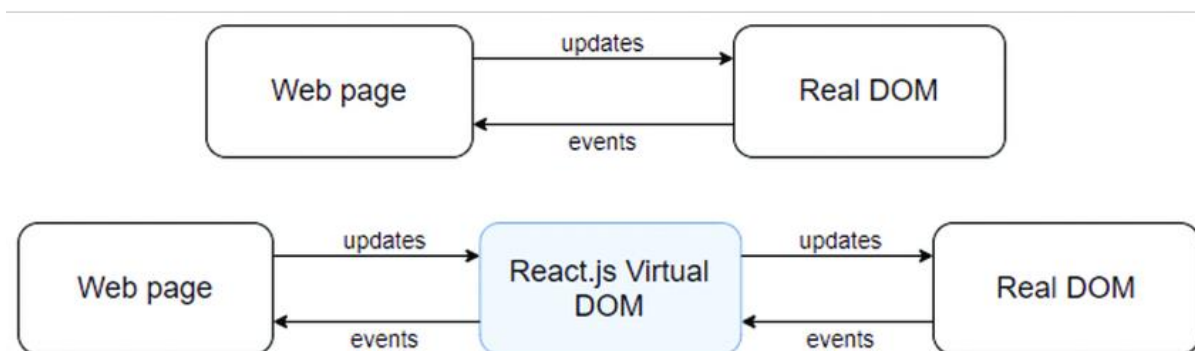 updates
Web page
Real DOM
events
updates
updates
Web page
React.js Virtual
DOM
Real DOM
events
events